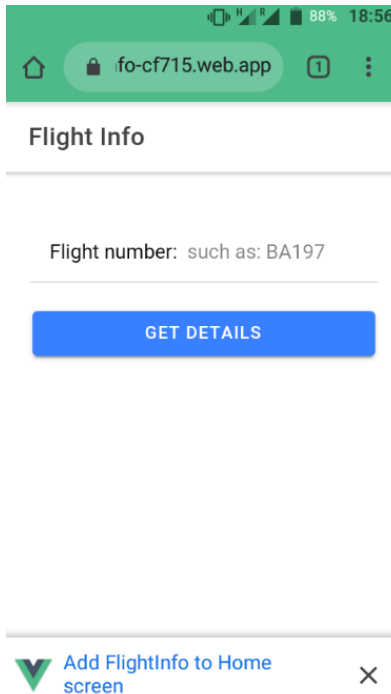 H R 88% 18:56
fo-cf715.web.app 1
Flight Info
Flight number: such as: BA197
GET DETAILS
Add FlightInfo to Home
screen